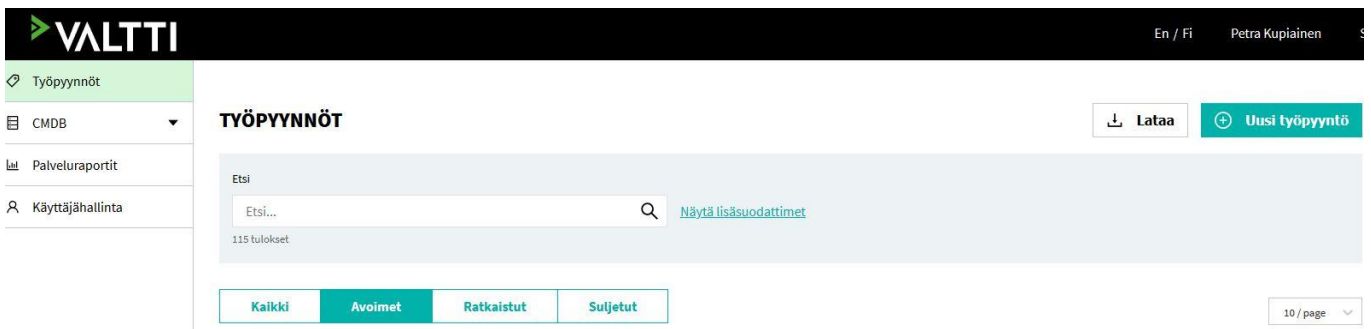 VALTTI
En / Fi Petra Kupiainen
Työpyynnöt
CMDB
Palveluraportit
Käyttäjähallinta
TYÖPYYNNÖT
Lataa
Uusi työpyyntö
Etsi
Etsi...
Näytä lisäsuodattimet
115 tulokset
Kaikki Avoimet Ratkaistut Suljetut
10 / page